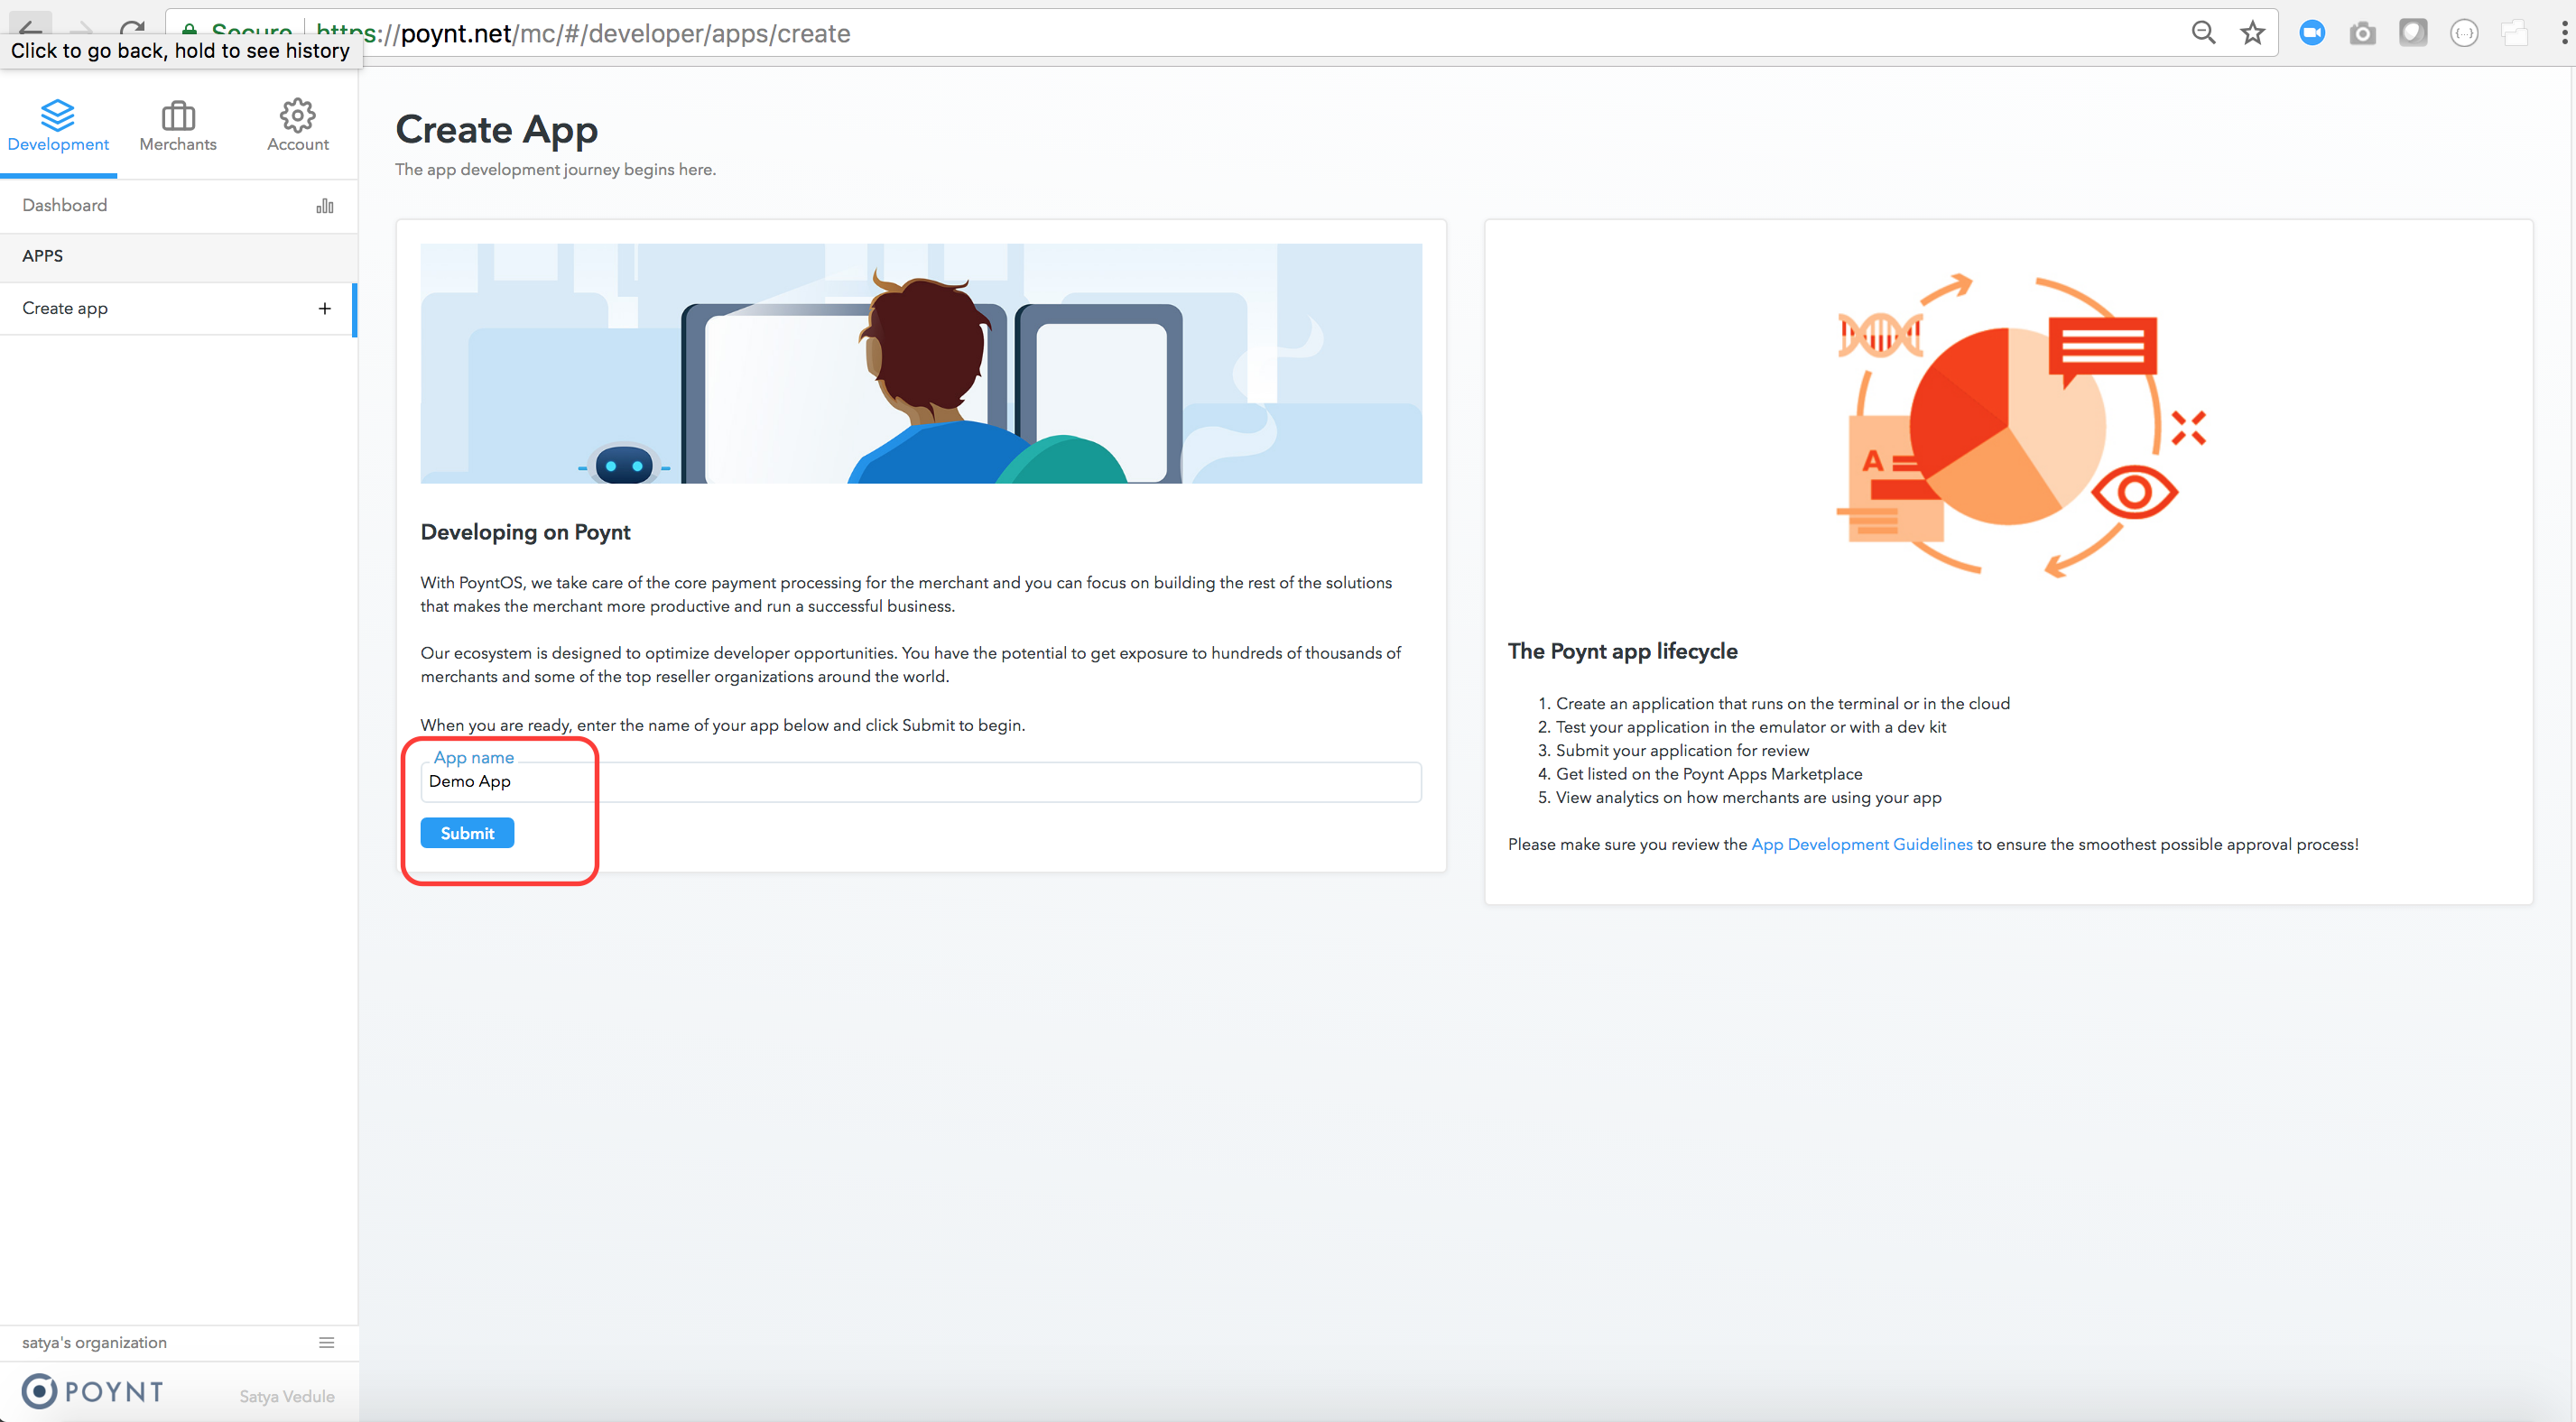 Secure
https://poynt.net/mc/#/developer/apps/create
Click to go back, hold to see history
Development
Merchants
Account
Dashboard
APPS
Create app +
satya's organization
POYNT
Satya Vedule
Create App
The app development journey begins here.
Developing on Poynt
With PoyntOS, we take care of the core payment processing for the merchant and you can focus on building the rest of the solutions
that makes the merchant more productive and run a successful business.
Our ecosystem is designed to optimize developer opportunities. You have the potential to get exposure to hundreds of thousands of
merchants and some of the top reseller organizations around the world.
When you are ready, enter the name of your app below and click Submit to begin.
App name
Demo App
Submit
A
The Poynt app lifecycle
1. Create an application that runs on the terminal or in the cloud
2. Test your application in the emulator or with a dev kit
3. Submit your application for review
4. Get listed on the Poynt Apps Marketplace
5. View analytics on how merchants are using your app
Please make sure you review the App Development Guidelines to ensure the smoothest possible approval process!